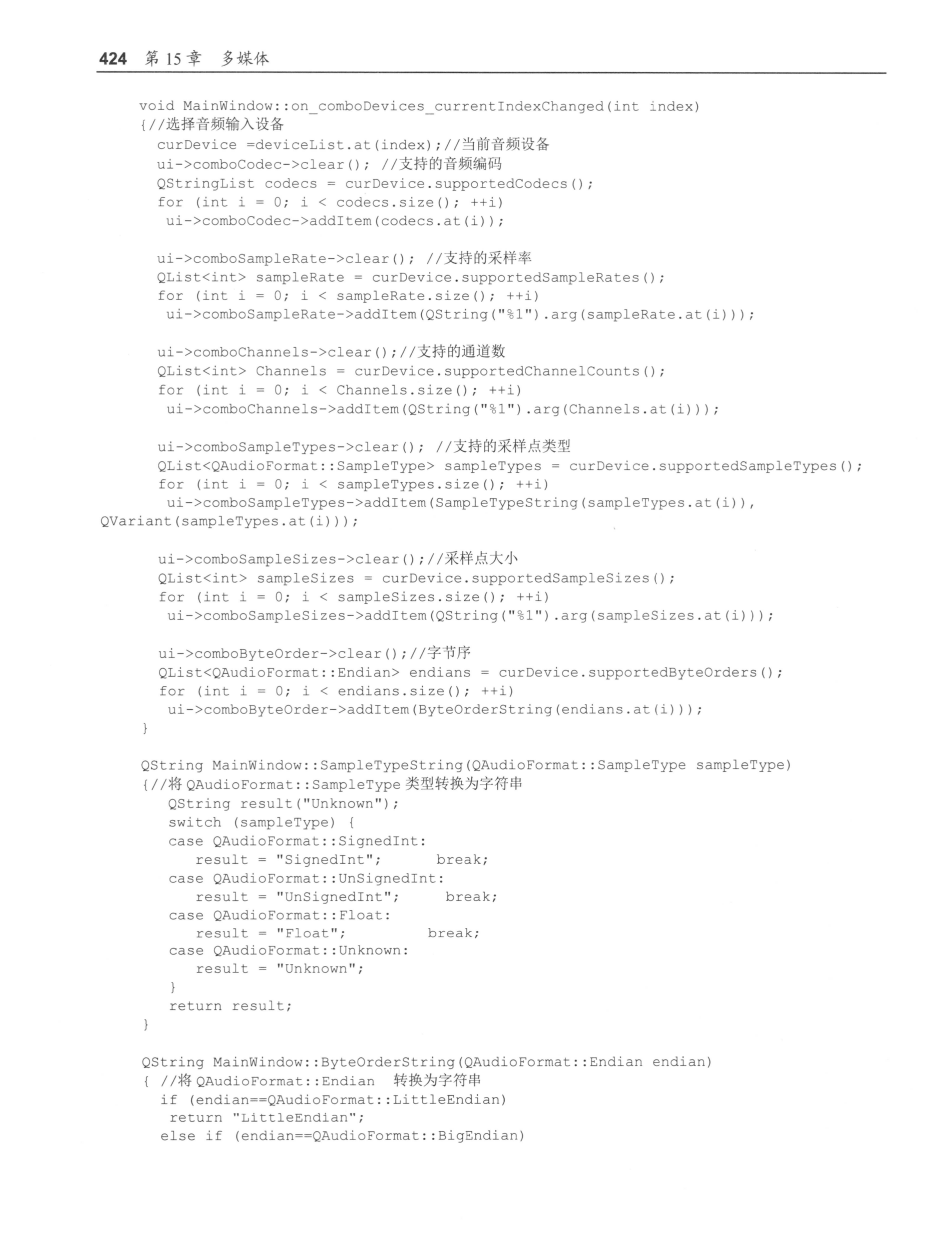 424 第 15 章 多媒体
void MainWindow::on_comboDevices_currentIndexChanged(int index)
{//选择音频输入设备
curDevice =deviceList.at(index);//当前音频设备
ui->comboCodec->clear(); //支持的音频编码
QStringList codecs = curDevice.supportedCodecs();
for (int i = 0; i < codecs.size(); ++i)
ui->comboCodec->addItem(codecs.at(i));
ui->comboSampleRate->clear(); //支持的采样率
QList<int> sampleRate = curDevice.supportedSampleRates();
for (int i = 0; i < sampleRate.size(); ++i)
ui->comboSampleRate->addItem(QString("%1").arg(sampleRate.at(i)));
ui->comboChannels->clear();//支持的通道数
QList<int> Channels = curDevice.supportedChannelCounts();
for (int i = 0; i < Channels.size(); ++i)
ui->comboChannels->addItem(QString("%1").arg(Channels.at(i)));
ui->comboSampleTypes->clear(); //支持的采样点类型
QList<QAudioFormat::SampleType> sampleTypes = curDevice.supportedSampleTypes();
for (int i = 0; i < sampleTypes.size(); ++i)
ui->comboSampleTypes->addItem(SampleTypeString(sampleTypes.at(i)),
QVariant(sampleTypes.at(i)));
ui->comboSampleSizes->clear();//采样点大小
QList<int> sampleSizes = curDevice.supportedSampleSizes();
for (int i = 0; i < sampleSizes.size(); ++i)
ui->comboSampleSizes->addItem(QString("%1").arg(sampleSizes.at(i)));
ui->comboByteOrder->clear();//字节序
QList<QAudioFormat::Endian> endians = curDevice.supportedByteOrders();
for (int i = 0; i < endians.size(); ++i)
ui->comboByteOrder->addItem(ByteOrderString(endians.at(i)));
}
QString MainWindow::SampleTypeString(QAudioFormat::SampleType sampleType)
{//将 QAudioFormat::SampleType 类型转换为字符串
QString result("Unknown");
switch (sampleType) {
case QAudioFormat::SignedInt:
result = "SignedInt"; break;
case QAudioFormat::UnSignedInt:
result = "UnSignedInt"; break;
case QAudioFormat::Float:
result = "Float"; break;
case QAudioFormat::Unknown:
result = "Unknown";
}
return result;
}
QString MainWindow::ByteOrderString(QAudioFormat::Endian endian)
{ //将 QAudioFormat::Endian 转换为字符串
if (endian==QAudioFormat::LittleEndian)
return "LittleEndian";
else if (endian==QAudioFormat::BigEndian)